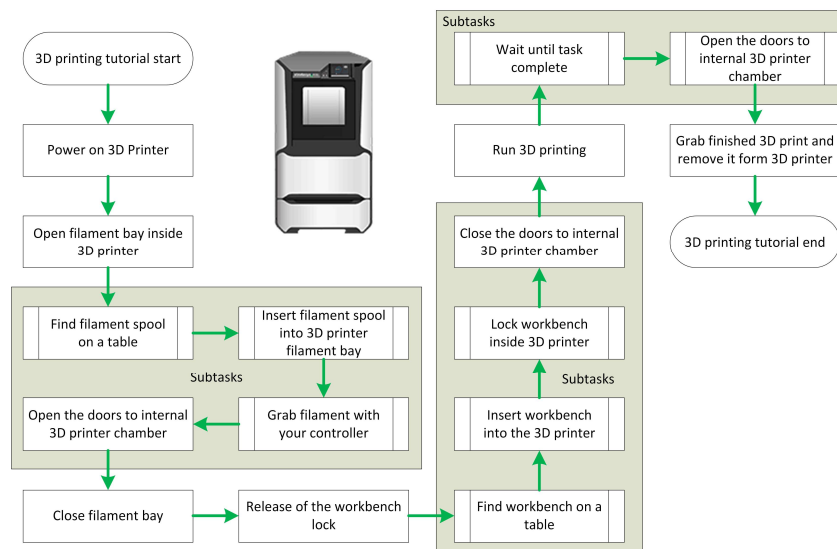 3D printing tutorial start
Power on 3D Printer
Open filament bay inside
3D printer
Find filament spool
on a table
Insert filament spool
into 3D printer
filament bay
Subtasks
Grab filament with
your controller
Open the doors to internal
3D printer chamber
Close filament bay
Release of the workbench
lock
Find workbench on a
table
Insert workbench
into the 3D printer
Subtasks
Lock workbench
inside 3D printer
Close the doors to internal
3D printer chamber
Run 3D printing
Subtasks
Wait until task
complete
Open the doors to
internal 3D printer
chamber
Grab finished 3D print and
remove it form 3D printer
3D printing tutorial end